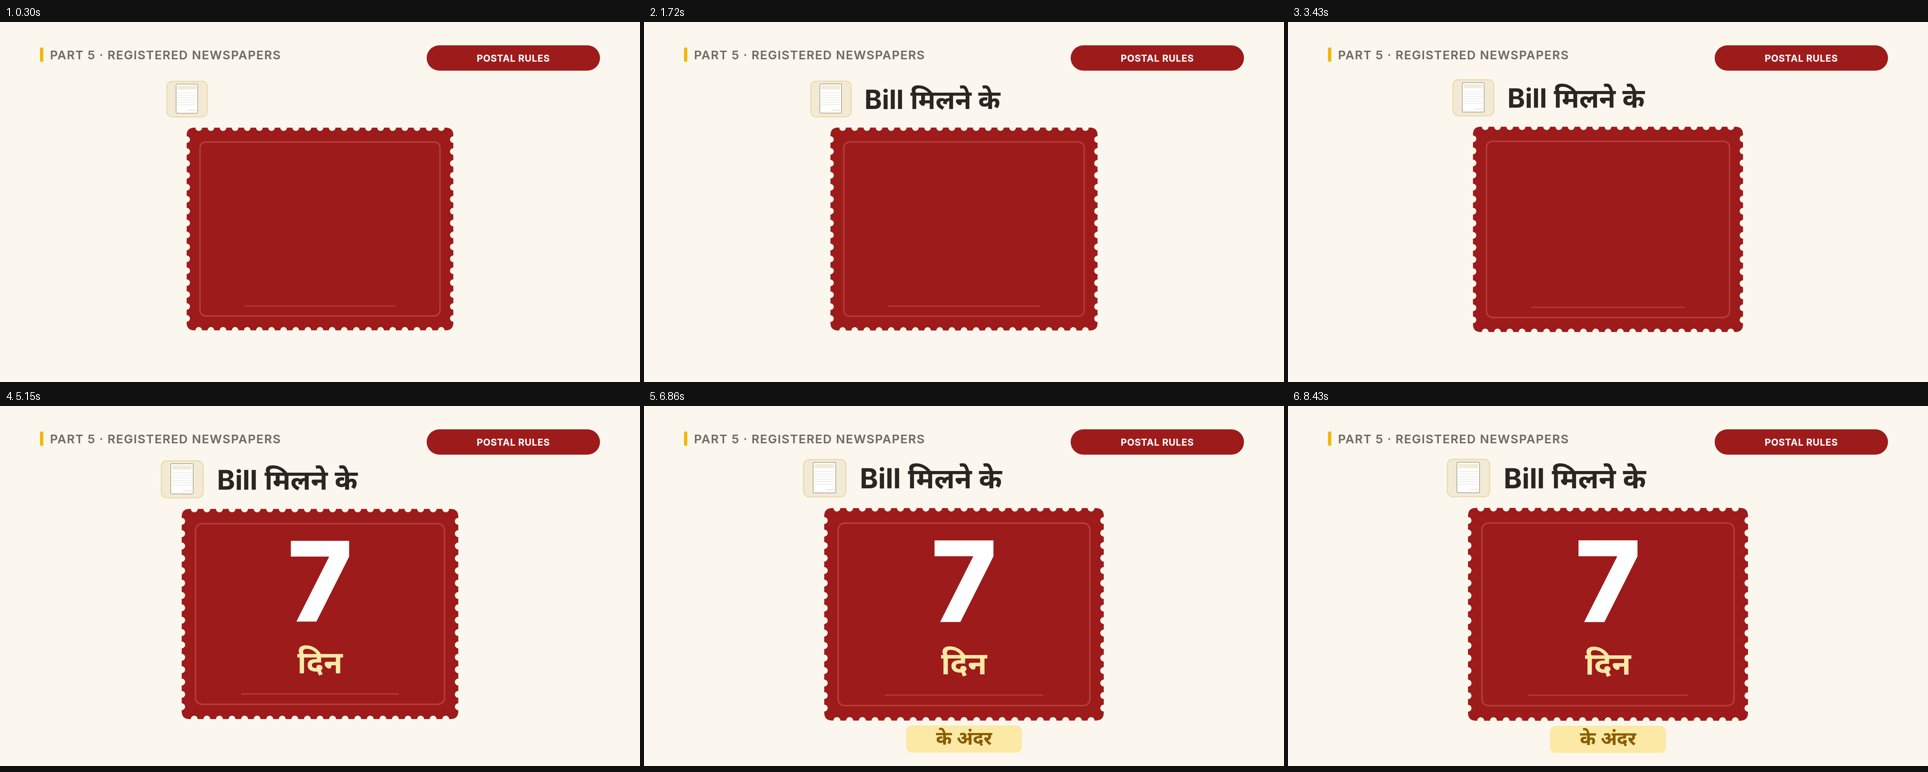 1. 0.30s
PART 5 · REGISTERED NEWSPAPERS
POSTAL RULES
2. 1.72s
PART 5 · REGISTERED NEWSPAPERS
POSTAL RULES
Bill मिलने के
3. 3.43s
PART 5 · REGISTERED NEWSPAPERS
POSTAL RULES
Bill मिलने के
4. 5.15s
PART 5 · REGISTERED NEWSPAPERS
POSTAL RULES
Bill मिलने के
7
दिन
5. 6.86s
PART 5 · REGISTERED NEWSPAPERS
POSTAL RULES
Bill मिलने के
7
दिन
के अंदर
6. 8.43s
PART 5 · REGISTERED NEWSPAPERS
POSTAL RULES
Bill मिलने के
7
दिन
के अंदर